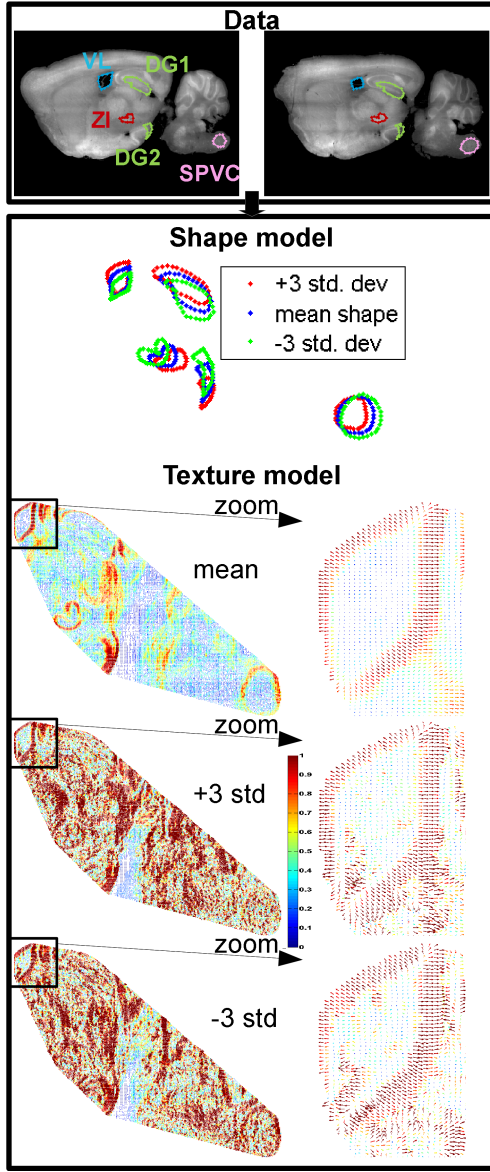 Data
VL
DG1
ZI
DG2
SPVC
Shape model
+3 std. dev
mean shape
-3 std. dev
Texture model
zoom
mean
zoom
+3 std
1
0.9
0.8
0.7
0.6
0.5
0.4
0.3
0.2
0.1
0
zoom
-3 std